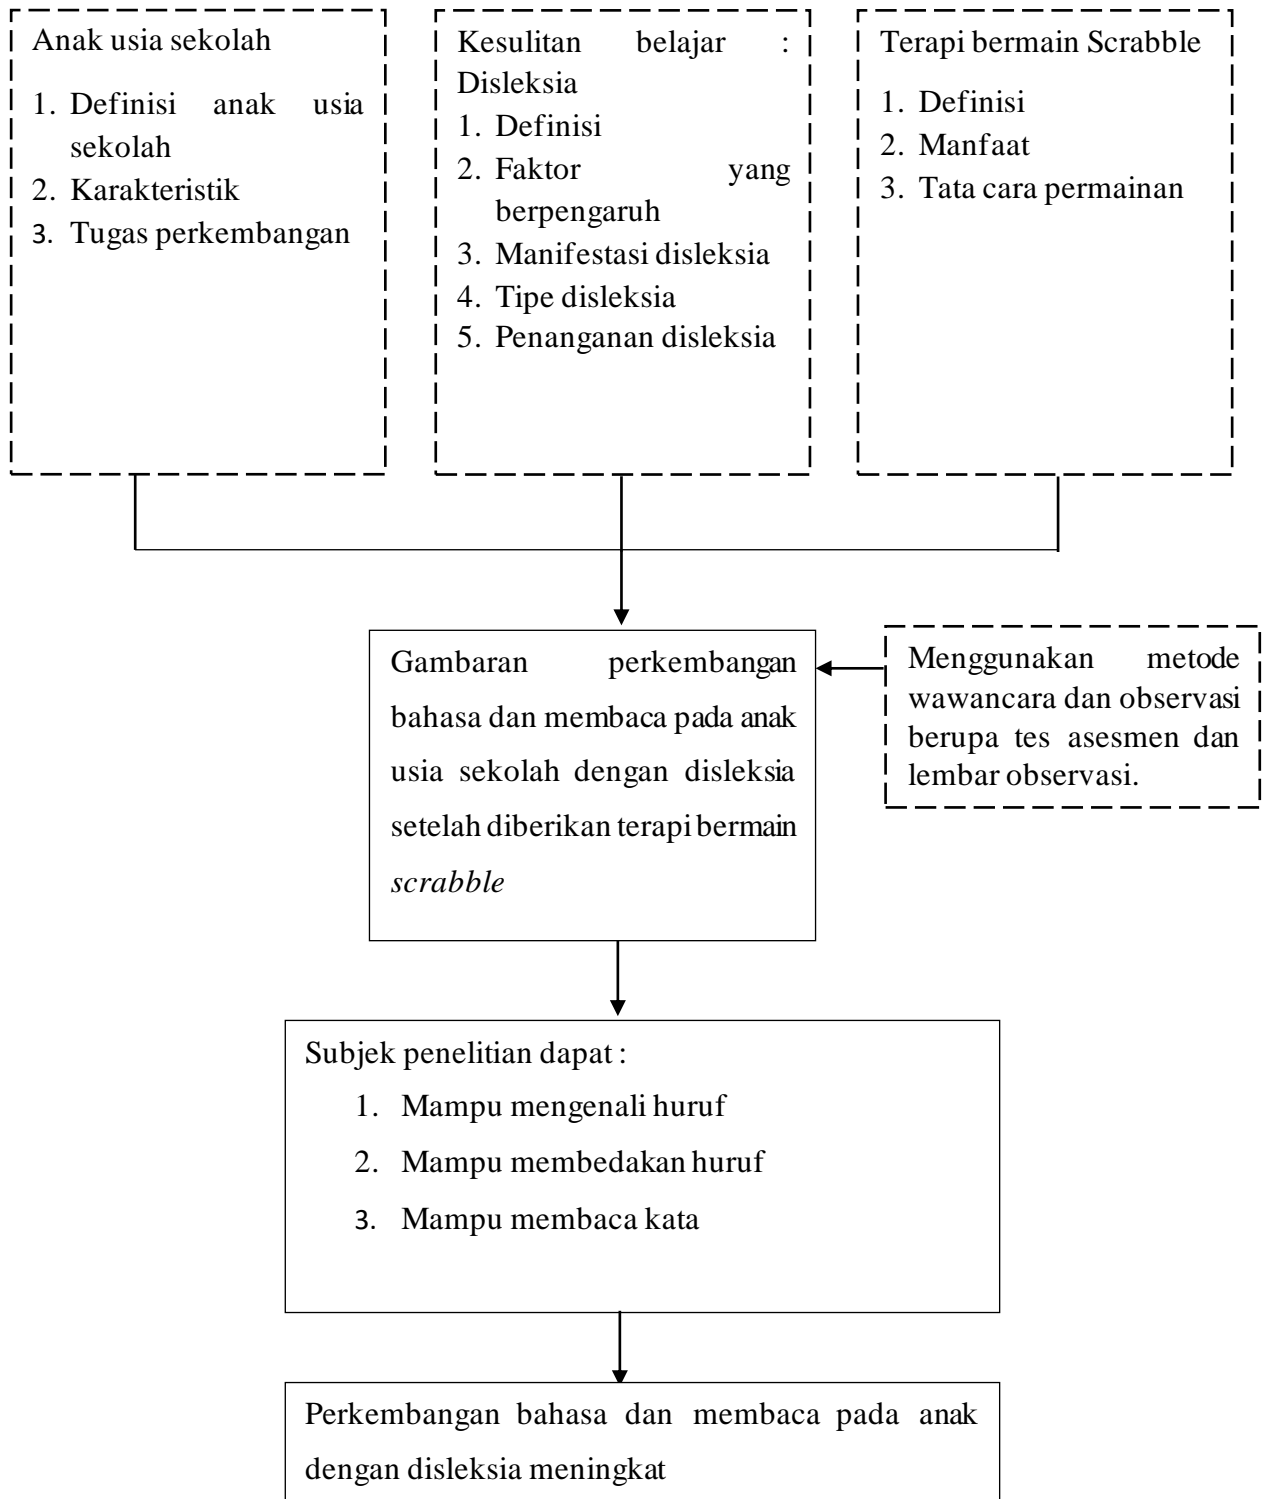 Anak usia sekolah
1. Definisi anak usia
sekolah
2. Karakteristik
3. Tugas perkembangan
Kesulitan belajar :
Disleksia
1. Definisi
2. Faktor yang
berpengaruh
3. Manifestasi disleksia
4. Tipe disleksia
5. Penanganan disleksia
Terapi bermain Scrabble
1. Definisi
2. Manfaat
3. Tata cara permainan
Gambaran perkembangan
bahasa dan membaca pada anak
usia sekolah dengan disleksia
setelah diberikan terapi bermain
scrabble
Menggunakan metode
wawancara dan observasi
berupa tes asesmen dan
lembar observasi.
Subjek penelitian dapat :
1. Mampu mengenali huruf
2. Mampu membedakan huruf
3. Mampu membaca kata
Perkembangan bahasa dan membaca pada anak
dengan disleksia meningkat